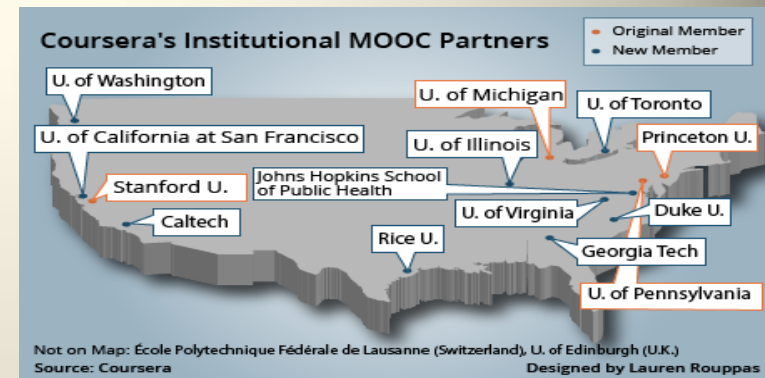 Coursera's Institutional MOOC Partners
Original Member
New Member
U. of Washington
U. of Michigan
U. of Toronto
U. of California at San Francisco
U. of Illinois
Princeton U.
Stanford U.
Johns Hopkins School
of Public Health
Caltech
U. of Virginia
Duke U.
Rice U.
Georgia Tech
U. of Pennsylvania
Not on Map: École Polytechnique Fédérale de Lausanne (Switzerland), U. of Edinburgh (U.K.)
Source: Coursera
Designed by Lauren Rouppas